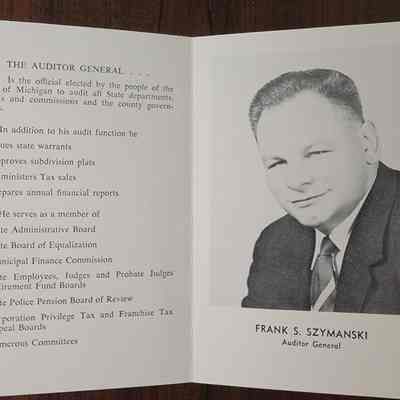 THE AUDITOR GENERAL . . .
Is the official elected by the people of the
of Michigan to audit all State departments,
s and commissions and the county govern-
s.
In addition to his audit function he
ues state warrants
proves subdivision plats
ministers Tax sales
epares annual financial reports
He serves as a member of
te Administrative Board
te Board of Equalization
unicipal Finance Commission
te Employees, Judges and Probate Judges
tirement Fund Boards
te Police Pension Board of Review
rporation Privilege Tax and Franchise Tax
peal Boards
umerous Committees
FRANK S. SZYMANSKI
Auditor General